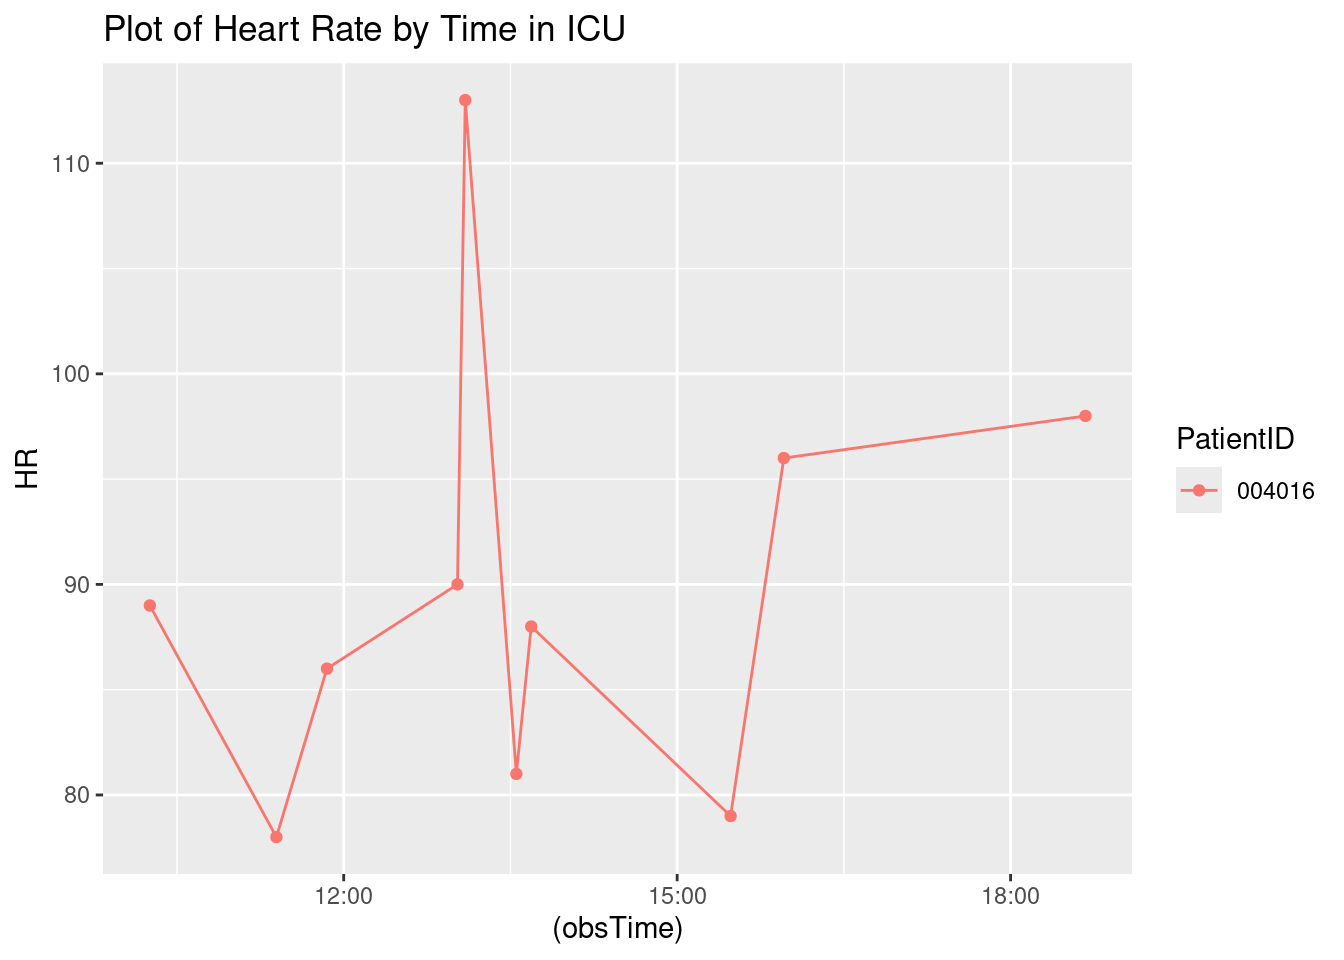 Plot of Heart Rate by Time in ICU
110
100
90
80
HR
12:00 15:00 18:00
(obsTime)
PatientID
004016